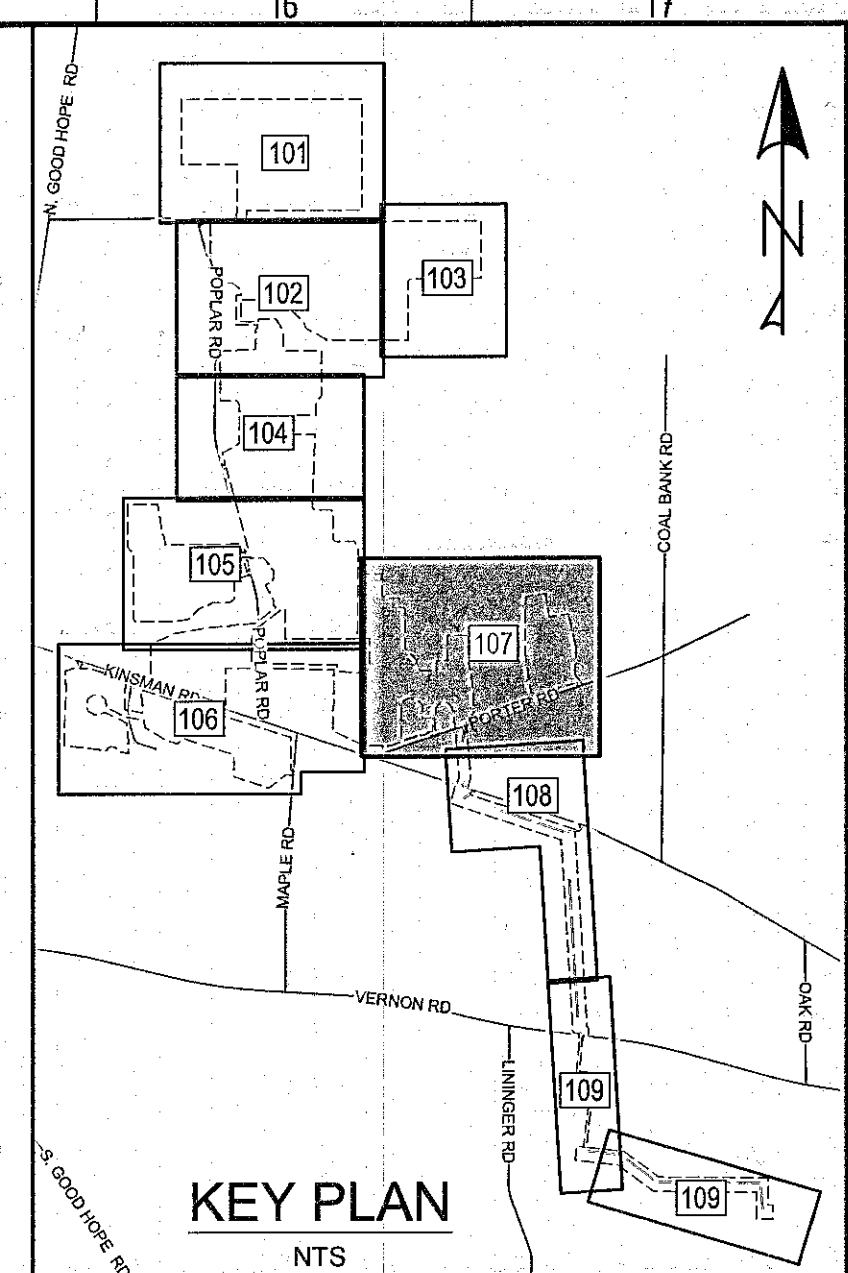 6
7
N. GOOD HOPE RD
101
N
103
102
POPLAR RD
104
COAL BANK RD
105
107
POPLAR RD
KINSMAN RD
106
PORTER RD
108
MAPLE RD
VERNON RD
OAK RD
LININGER RD
109
S. GOOD HOPE RD
109
KEY PLAN
NTS